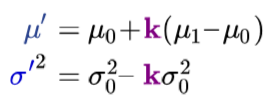 μ′ = μ₀+k(μ₁–μ₀)
σ′² = σ₀²– kσ₀²